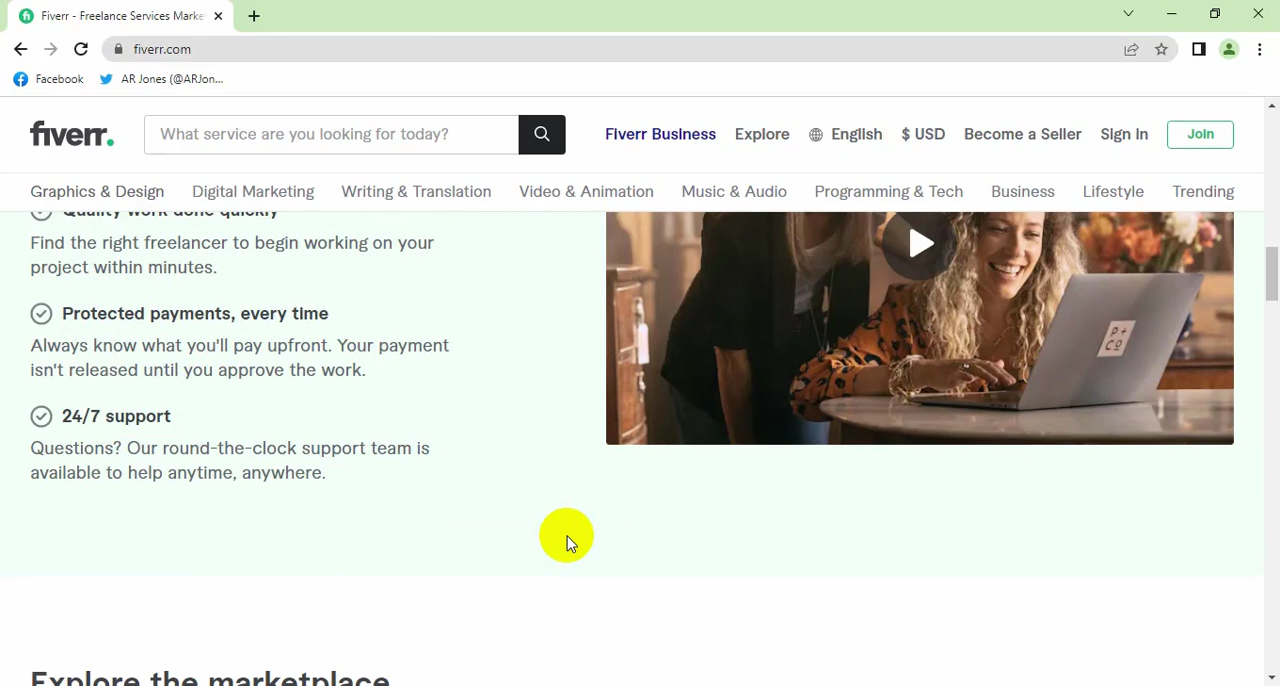 Fiverr - Freelance Services Marke
fiverr.com
Facebook
AR Jones (@ARJon...
fiverr.
What service are you looking for today?
Fiverr Business
Explore
English
$ USD
Become a Seller
Sign in
Join
Graphics & Design
Digital Marketing
Writing & Translation
Video & Animation
Music & Audio
Programming & Tech
Business
Lifestyle
Trending
Quality work done quickly
Find the right freelancer to begin working on your
project within minutes.
Protected payments, every time
Always know what you'll pay upfront. Your payment
isn't released until you approve the work.
24/7 support
Questions? Our round-the-clock support team is
available to help anytime, anywhere.
P+
CO
Explore the marketplace